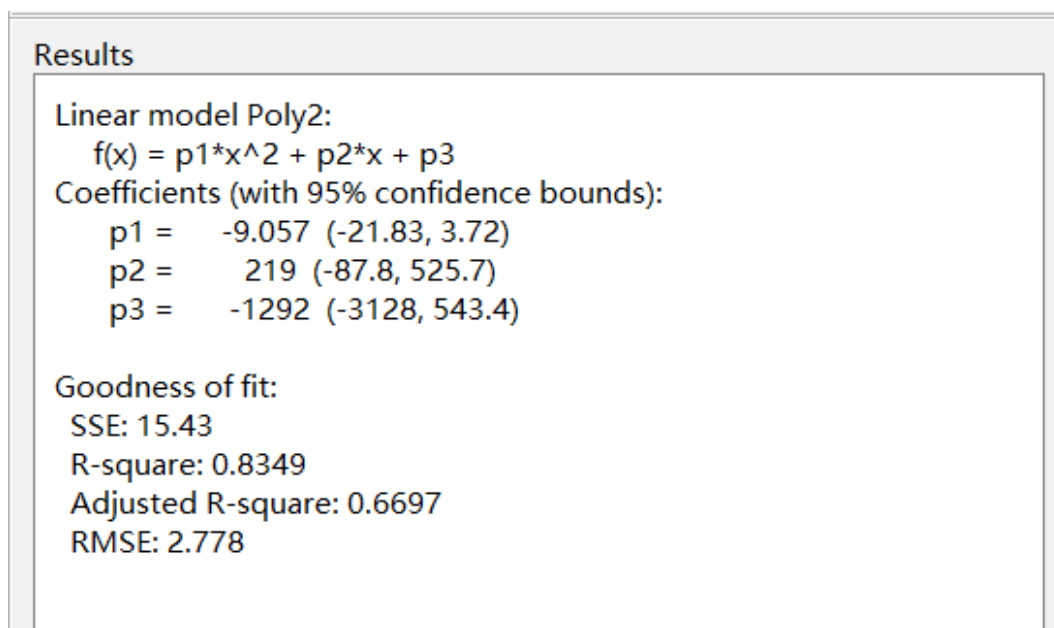 Results
Linear model Poly2:
f(x) = p1*x^2 + p2*x + p3
Coefficients (with 95% confidence bounds):
p1 = -9.057 (-21.83, 3.72)
p2 = 219 (-87.8, 525.7)
p3 = -1292 (-3128, 543.4)
Goodness of fit:
SSE: 15.43
R-square: 0.8349
Adjusted R-square: 0.6697
RMSE: 2.778